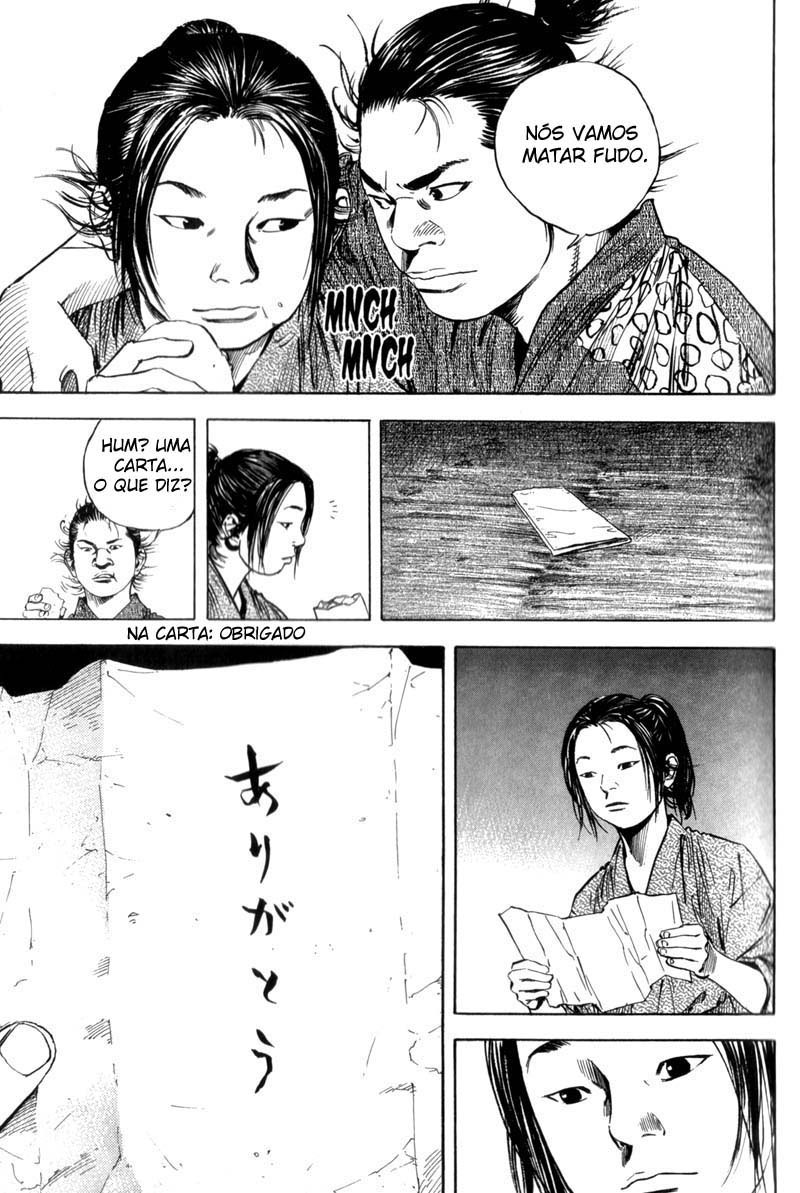 NÓS VAMOS
MATAR FUDO.
MNCH
MNCH
HUM? UMA
CARTA...
O QUE DIZ?
NA CARTA: OBRIGADO
ありがとう